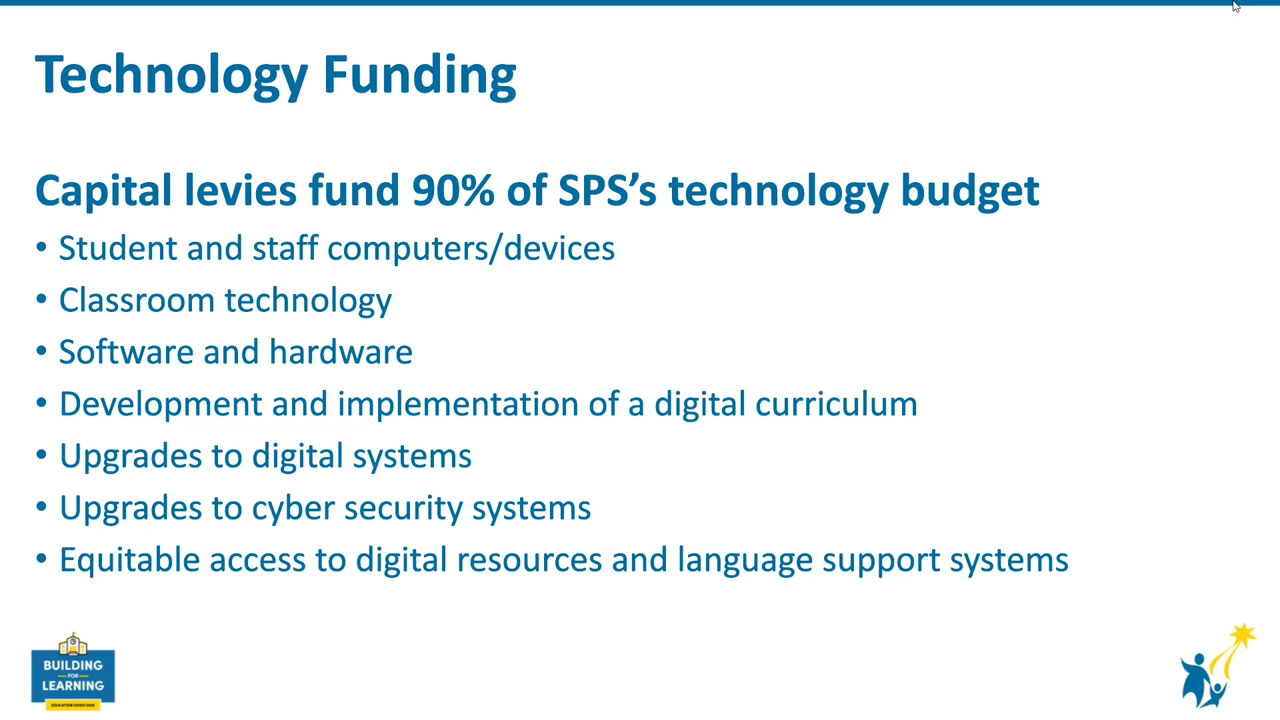 Technology Funding
Capital levies fund 90% of SPS’s technology budget
• Student and staff computers/devices
• Classroom technology
• Software and hardware
• Development and implementation of a digital curriculum
• Upgrades to digital systems
• Upgrades to cyber security systems
• Equitable access to digital resources and language support systems
BUILDING
FOR
LEARNING